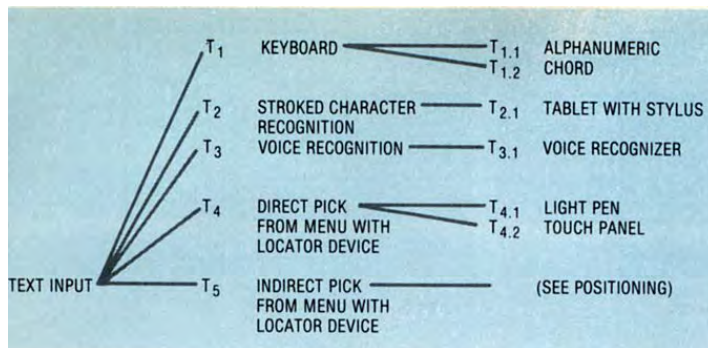 T1 KEYBOARD T1.1 ALPHANUMERIC
T1.2 CHORD
T2 STROKED CHARACTER T2.1 TABLET WITH STYLUS
RECOGNITION
T3 VOICE RECOGNITION T3.1 VOICE RECOGNIZER
T4 DIRECT PICK T4.1 LIGHT PEN
FROM MENU WITH T4.2 TOUCH PANEL
LOCATOR DEVICE
TEXT INPUT T5 INDIRECT PICK (SEE POSITIONING)
FROM MENU WITH
LOCATOR DEVICE